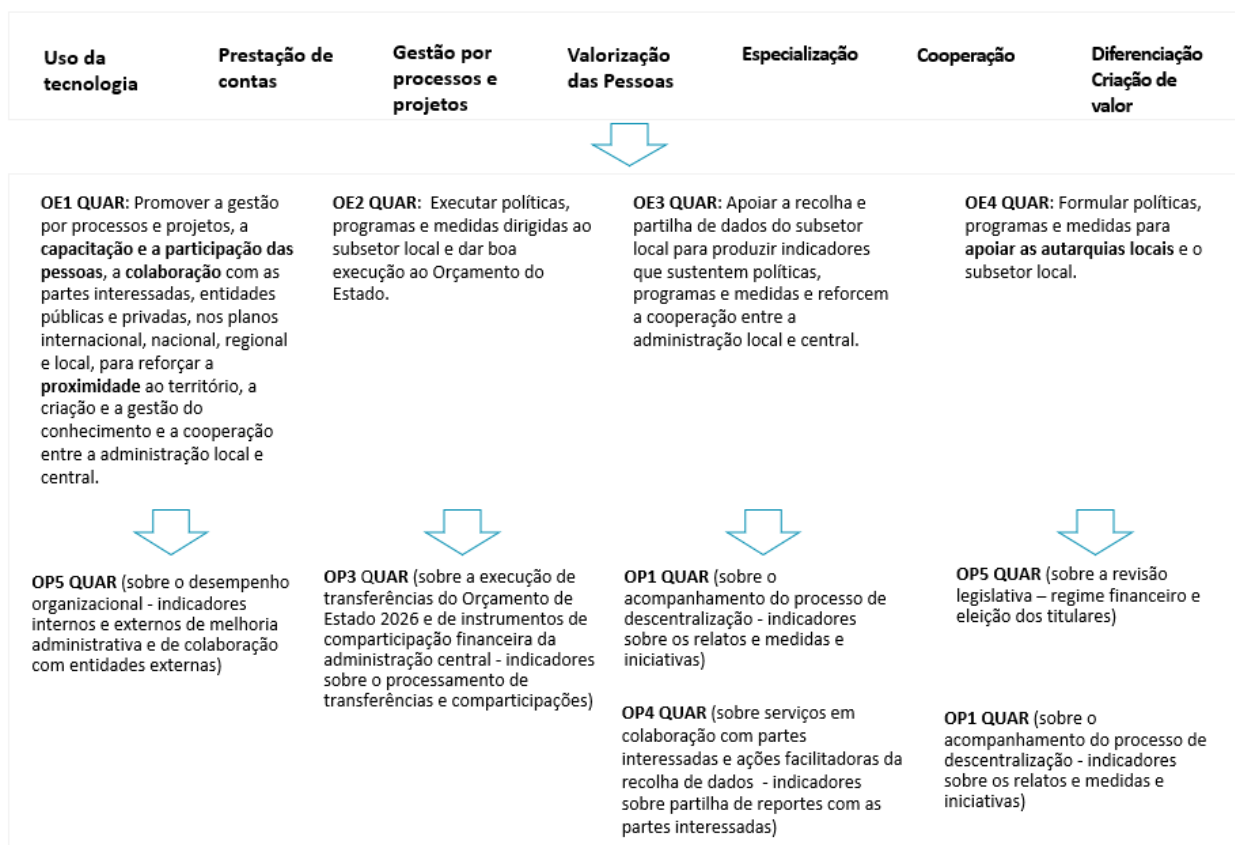 Uso da
tecnologia
Prestação de
contas
Gestão por
processos e
projetos
Valorização
das Pessoas
Especialização
Cooperação
Diferenciação
Criação de
valor
OE1 QUAR: Promover a gestão
por processos e projetos, a
capacitação e a participação das
pessoas, a colaboração com as
partes interessadas, entidades
públicas e privadas, nos planos
internacional, nacional, regional
e local, para reforçar a
proximidade ao território, a
criação e a gestão do
conhecimento e a cooperação
entre a administração local e
central.
OE2 QUAR: Executar políticas,
programas e medidas dirigidas ao
subsetor local e dar boa
execução ao Orçamento do
Estado.
OE3 QUAR: Apoiar a recolha e
partilha de dados do subsetor
local para produzir indicadores
que sustentem políticas,
programas e medidas e reforcem
a cooperação entre a
administração local e central.
OE4 QUAR: Formular políticas,
programas e medidas para
apoiar as autarquias locais e o
subsetor local.
OP5 QUAR (sobre o desempenho
organizacional - indicadores
internos e externos de melhoria
administrativa e de colaboração
com entidades externas)
OP3 QUAR (sobre a execução de
transferências do Orçamento de
Estado 2026 e de instrumentos de
comparticipação financeira da
administração central - indicadores
sobre o processamento de
transferências e comparticipações)
OP1 QUAR (sobre o
acompanhamento do processo de
descentralização - indicadores
sobre os relatos e medidas e
iniciativas)
OP4 QUAR (sobre serviços em
colaboração com partes
interessadas e ações facilitadoras da
recolha de dados - indicadores
sobre partilha de reportes com as
partes interessadas)
OP5 QUAR (sobre a revisão
legislativa – regime financeiro e
eleição dos titulares)
OP1 QUAR (sobre o
acompanhamento do processo de
descentralização - indicadores
sobre os relatos e medidas e
iniciativas)